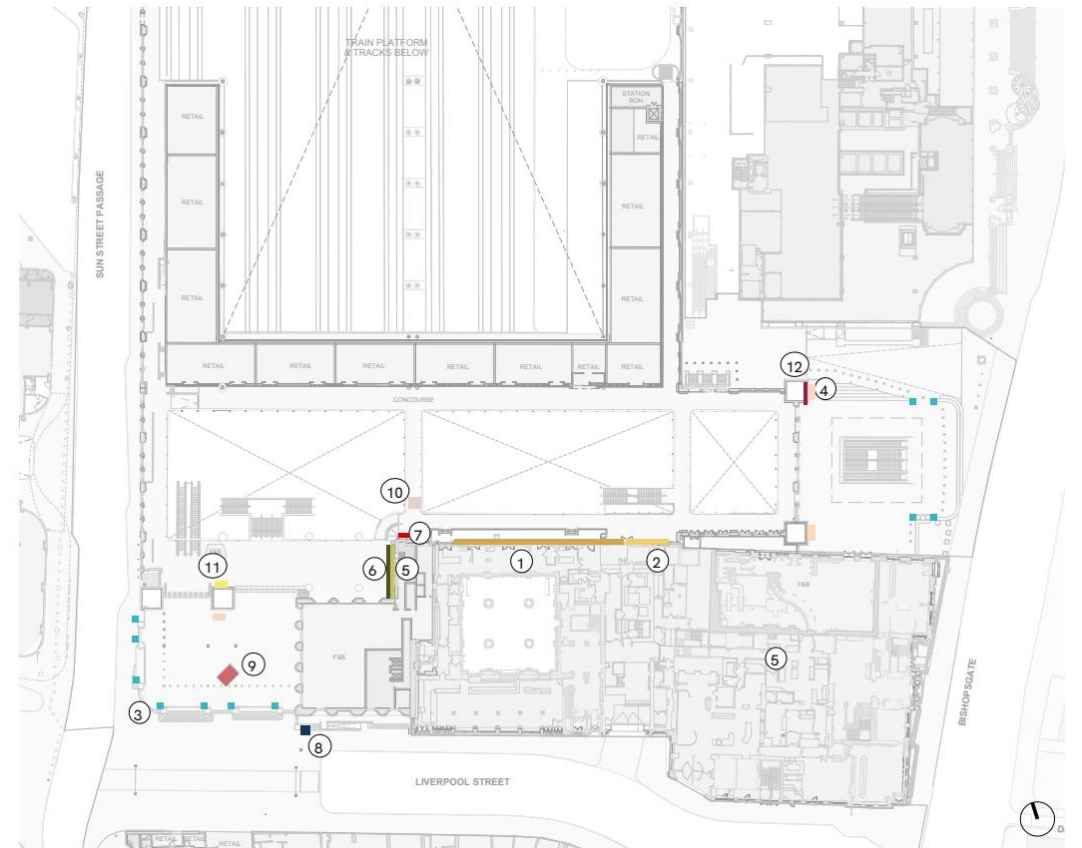 TRAIN PLATFORM
& TRACKS BELOW
STATION
BOH
RETAIL
RETAIL
RETAIL
RETAIL
RETAIL
RETAIL
SUN STREET PASSAGE
RETAIL
RETAIL
RETAIL
RETAIL
RETAIL
RETAIL
RETAIL
RETAIL
12
4
CONCOURSE
10
7
6
5
1
2
11
F&B
F&B
F&B
5
9
3
8
BISHOPSGATE
LIVERPOOL STREET
RETAIL
RETAIL
RETAIL
D